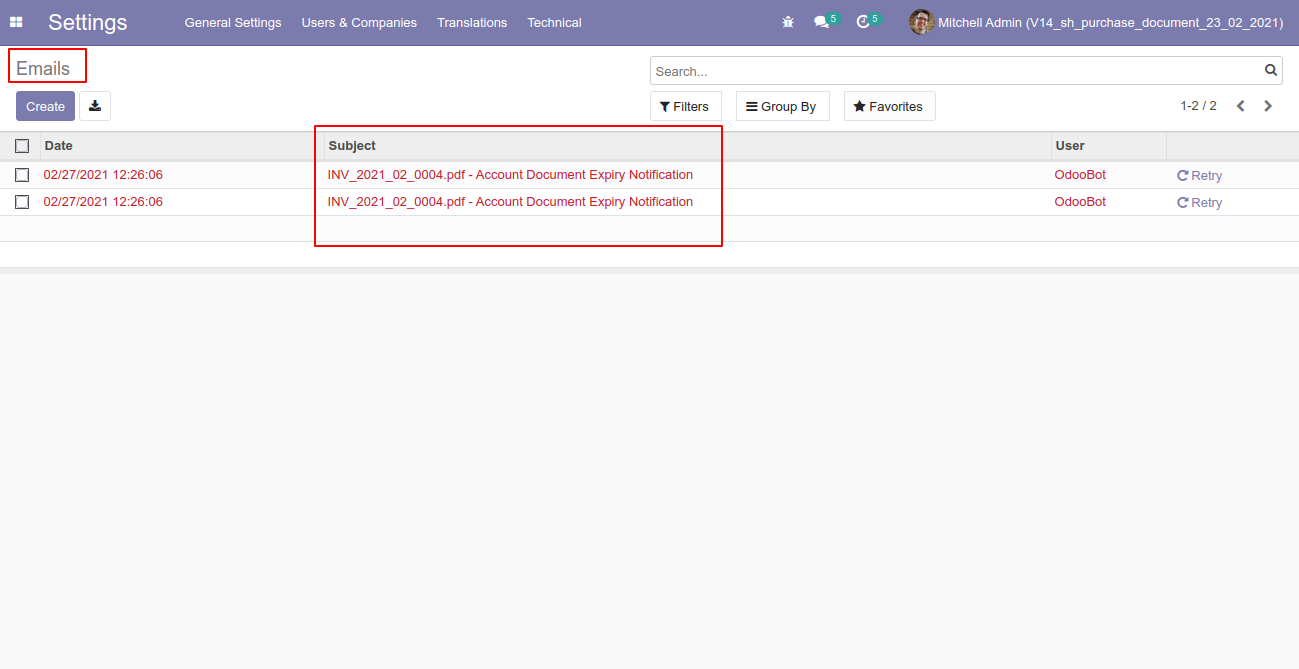 Settings General Settings Users & Companies Translations Technical 5 5 Mitchell Admin (V14_sh_purchase_document_23_02_2021)
Emails
Search...
Create Filters Group By Favorites 1-2 / 2
Date Subject User
02/27/2021 12:26:06 INV_2021_02_0004.pdf - Account Document Expiry Notification OdooBot Retry
02/27/2021 12:26:06 INV_2021_02_0004.pdf - Account Document Expiry Notification OdooBot Retry